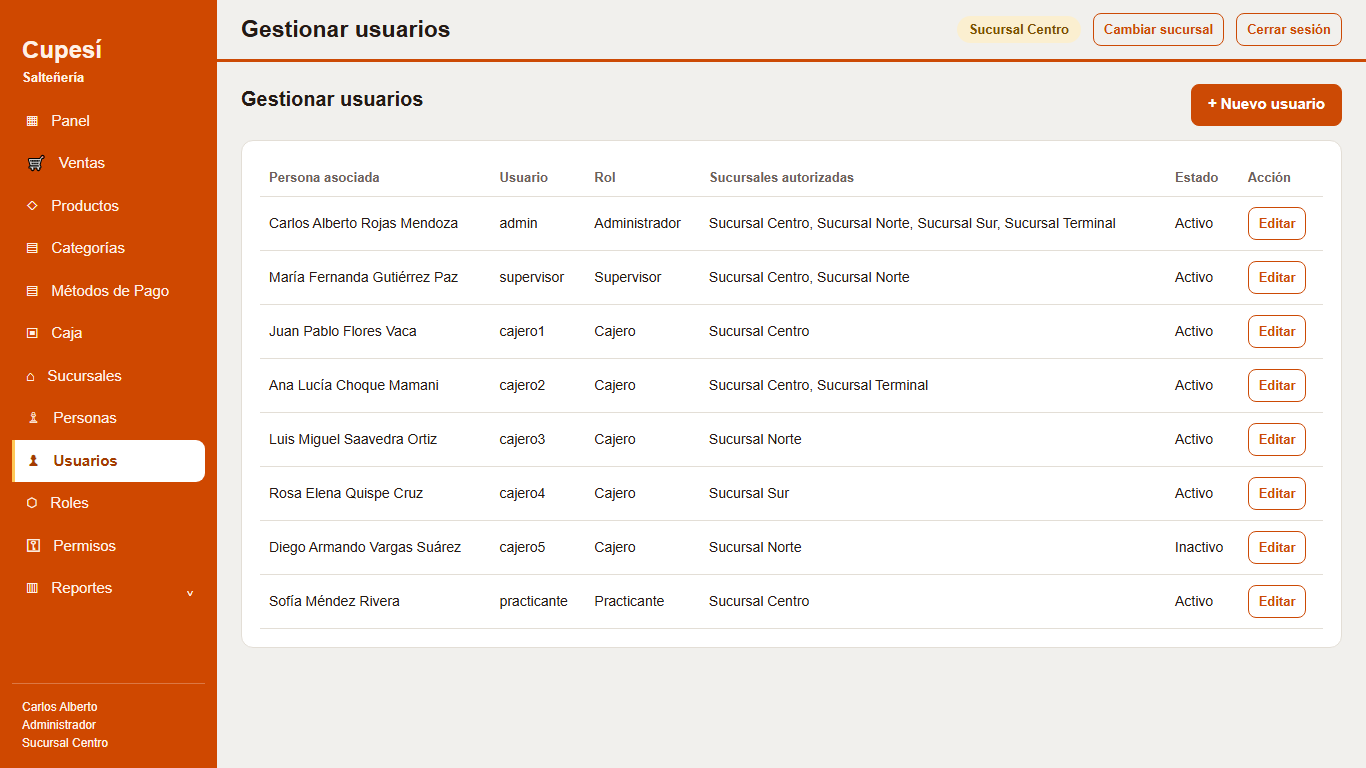 Cupesí
Salteñería
Panel
Ventas
Productos
Categorías
Métodos de Pago
Caja
Sucursales
Personas
Usuarios
Roles
Permisos
Reportes
Carlos Alberto
Administrador
Sucursal Centro
Gestionar usuarios
Sucursal Centro
Cambiar sucursal
Cerrar sesión
Gestionar usuarios
+ Nuevo usuario
Persona asociada Usuario Rol Sucursales autorizadas Estado Acción
Carlos Alberto Rojas Mendoza admin Administrador Sucursal Centro, Sucursal Norte, Sucursal Sur, Sucursal Terminal Activo Editar
María Fernanda Gutiérrez Paz supervisor Supervisor Sucursal Centro, Sucursal Norte Activo Editar
Juan Pablo Flores Vaca cajero1 Cajero Sucursal Centro Activo Editar
Ana Lucía Choque Mamani cajero2 Cajero Sucursal Centro, Sucursal Terminal Activo Editar
Luis Miguel Saavedra Ortiz cajero3 Cajero Sucursal Norte Activo Editar
Rosa Elena Quispe Cruz cajero4 Cajero Sucursal Sur Activo Editar
Diego Armando Vargas Suárez cajero5 Cajero Sucursal Norte Inactivo Editar
Sofía Méndez Rivera practicante Practicante Sucursal Centro Activo Editar